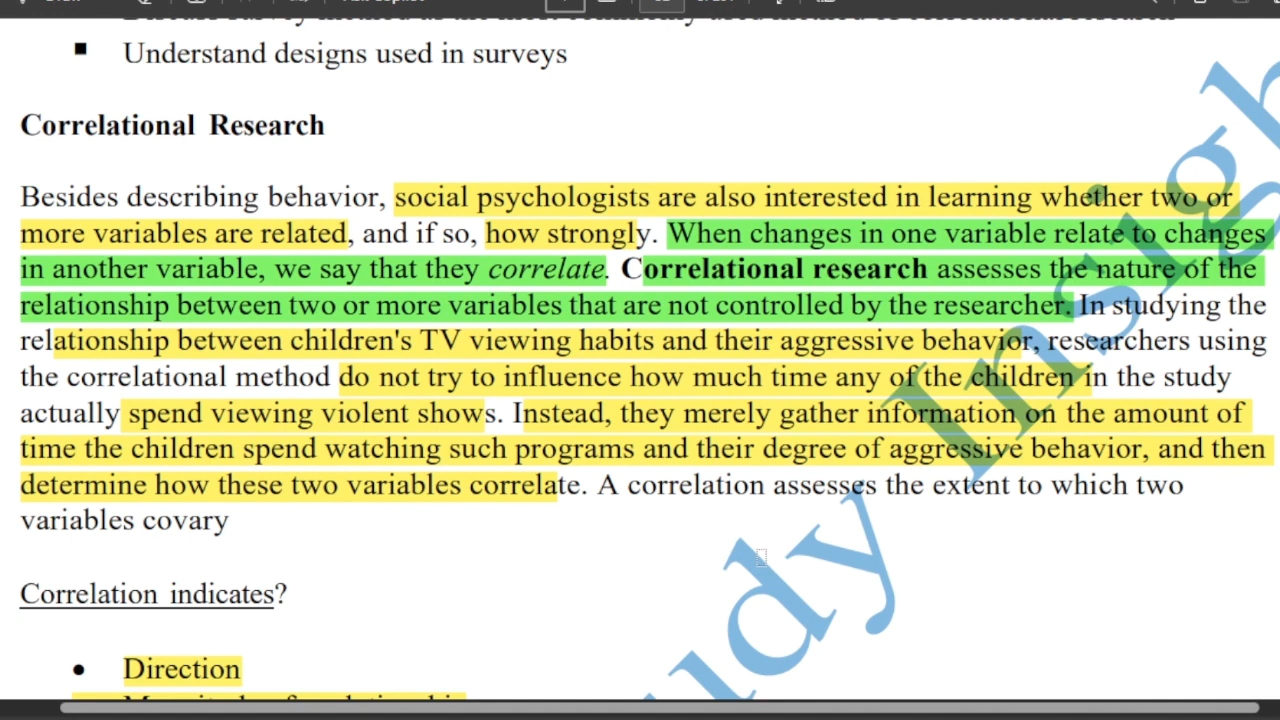 ▪ Understand designs used in surveys
Correlational Research
Besides describing behavior, social psychologists are also interested in learning whether two or
more variables are related, and if so, how strongly. When changes in one variable relate to changes
in another variable, we say that they correlate. Correlational research assesses the nature of the
relationship between two or more variables that are not controlled by the researcher. In studying the
relationship between children's TV viewing habits and their aggressive behavior, researchers using
the correlational method do not try to influence how much time any of the children in the study
actually spend viewing violent shows. Instead, they merely gather information on the amount of
time the children spend watching such programs and their degree of aggressive behavior, and then
determine how these two variables correlate. A correlation assesses the extent to which two
variables covary
Correlation indicates?
• Direction